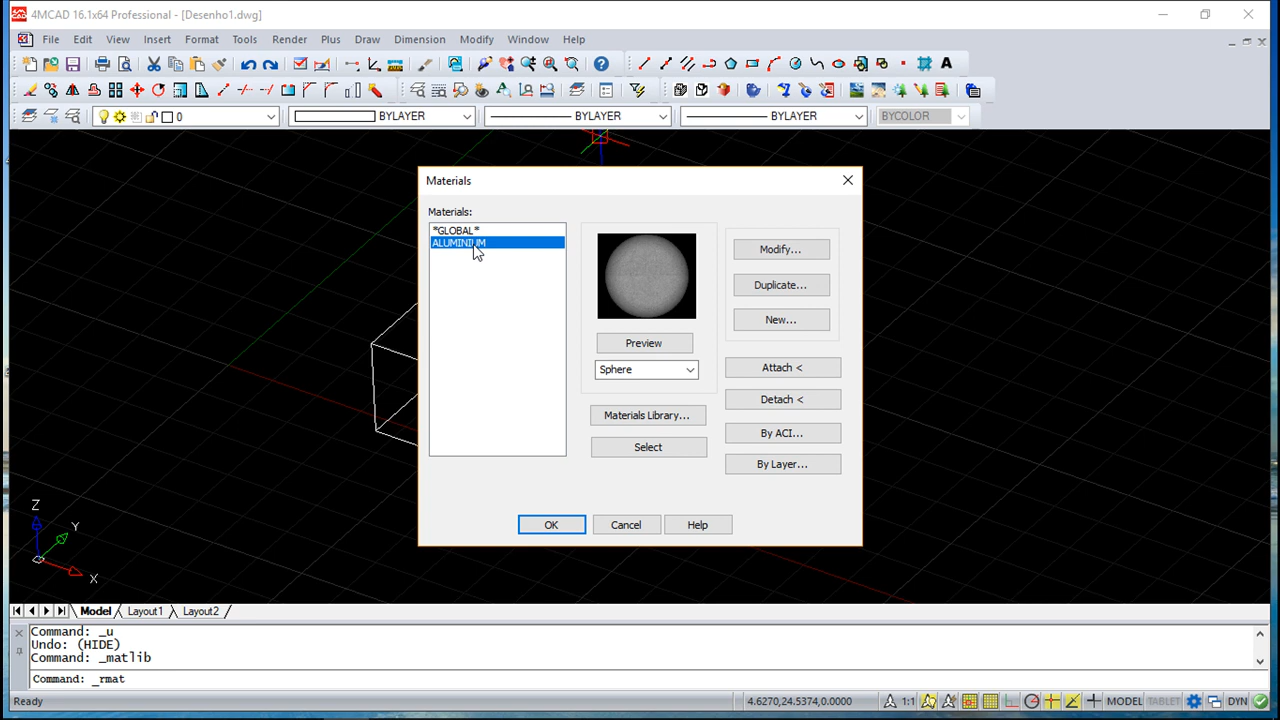 4MCAD 16.1x64 Professional - [Desenho1.dwg]
File Edit View Insert Format Tools Render Plus Draw Dimension Modify Window Help
0 BYLAYER BYLAYER BYLAYER BYCOLOR
Materials
Materials:
*GLOBAL*
ALUMINIUM
Modify...
Duplicate...
New...
Preview
Sphere
Attach <
Detach <
Materials Library...
By ACI...
Select
By Layer...
OK Cancel Help
Z
Y
X
Model Layout1 Layout2
Command: _u
Undo: (HIDE)
Command: _matlib
Command: _rmat
Ready 4.6270,24.5374,0.0000 1:1 MODEL TABLET DYN